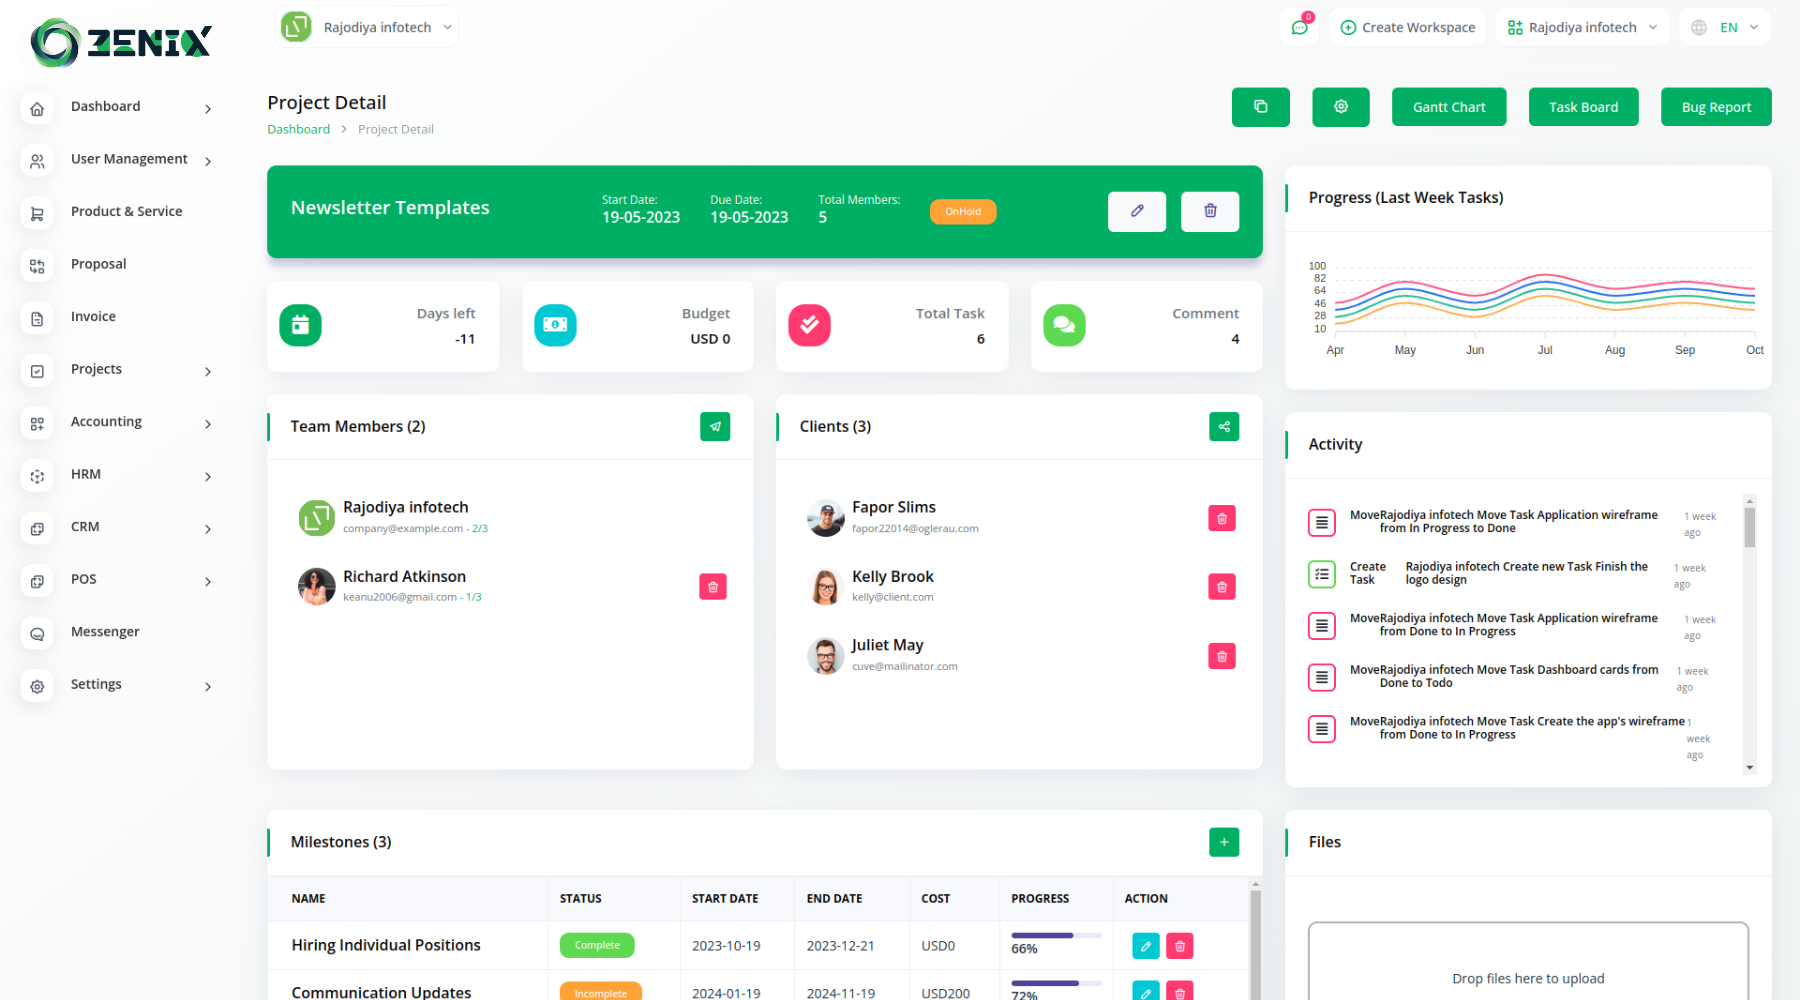 ZENIX
Rajodiya infotech
0
Create Workspace
Rajodiya infotech
EN
Dashboard
User Management
Product & Service
Proposal
Invoice
Projects
Accounting
HRM
CRM
POS
Messenger
Settings
Project Detail
Dashboard > Project Detail
Gantt Chart
Task Board
Bug Report
Newsletter Templates
Start Date:
19-05-2023
Due Date:
19-05-2023
Total Members:
5
OnHold
Days left
-11
Budget
USD 0
Total Task
6
Comment
4
Progress (Last Week Tasks)
100
82
64
46
28
10
Apr May Jun Jul Aug Sep Oct
Team Members (2)
Rajodiya infotech
company@example.com - 2/3
Richard Atkinson
keanu2006@gmail.com - 1/3
Clients (3)
Fapor Slims
fapor22014@oglerau.com
Kelly Brook
kelly@client.com
Juliet May
cuve@mailinator.com
Activity
Move Rajodiya infotech Move Task Application wireframe
from In Progress to Done
1 week
ago
Create
Task
Rajodiya infotech Create new Task Finish the
logo design
1 week
ago
Move Rajodiya infotech Move Task Application wireframe
from Done to In Progress
1 week
ago
Move Rajodiya infotech Move Task Dashboard cards from
Done to Todo
1 week
ago
Move Rajodiya infotech Move Task Create the app's wireframe
from Done to In Progress
1
week
ago
Milestones (3)
NAME STATUS START DATE END DATE COST PROGRESS ACTION
Hiring Individual Positions Complete 2023-10-19 2023-12-21 USD0 66%
Communication Updates Incomplete 2024-01-19 2024-11-19 USD200 72%
Files
Drop files here to upload